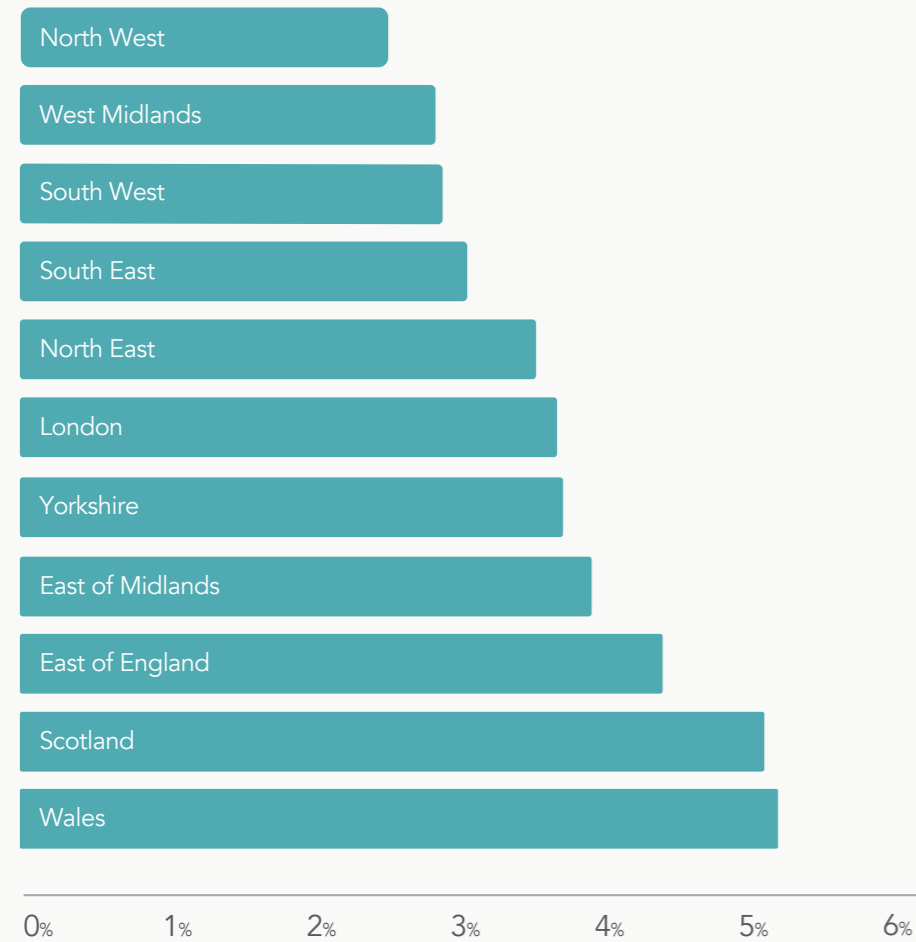 North West
West Midlands
South West
South East
North East
London
Yorkshire
East of Midlands
East of England
Scotland
Wales
0% 1% 2% 3% 4% 5% 6%